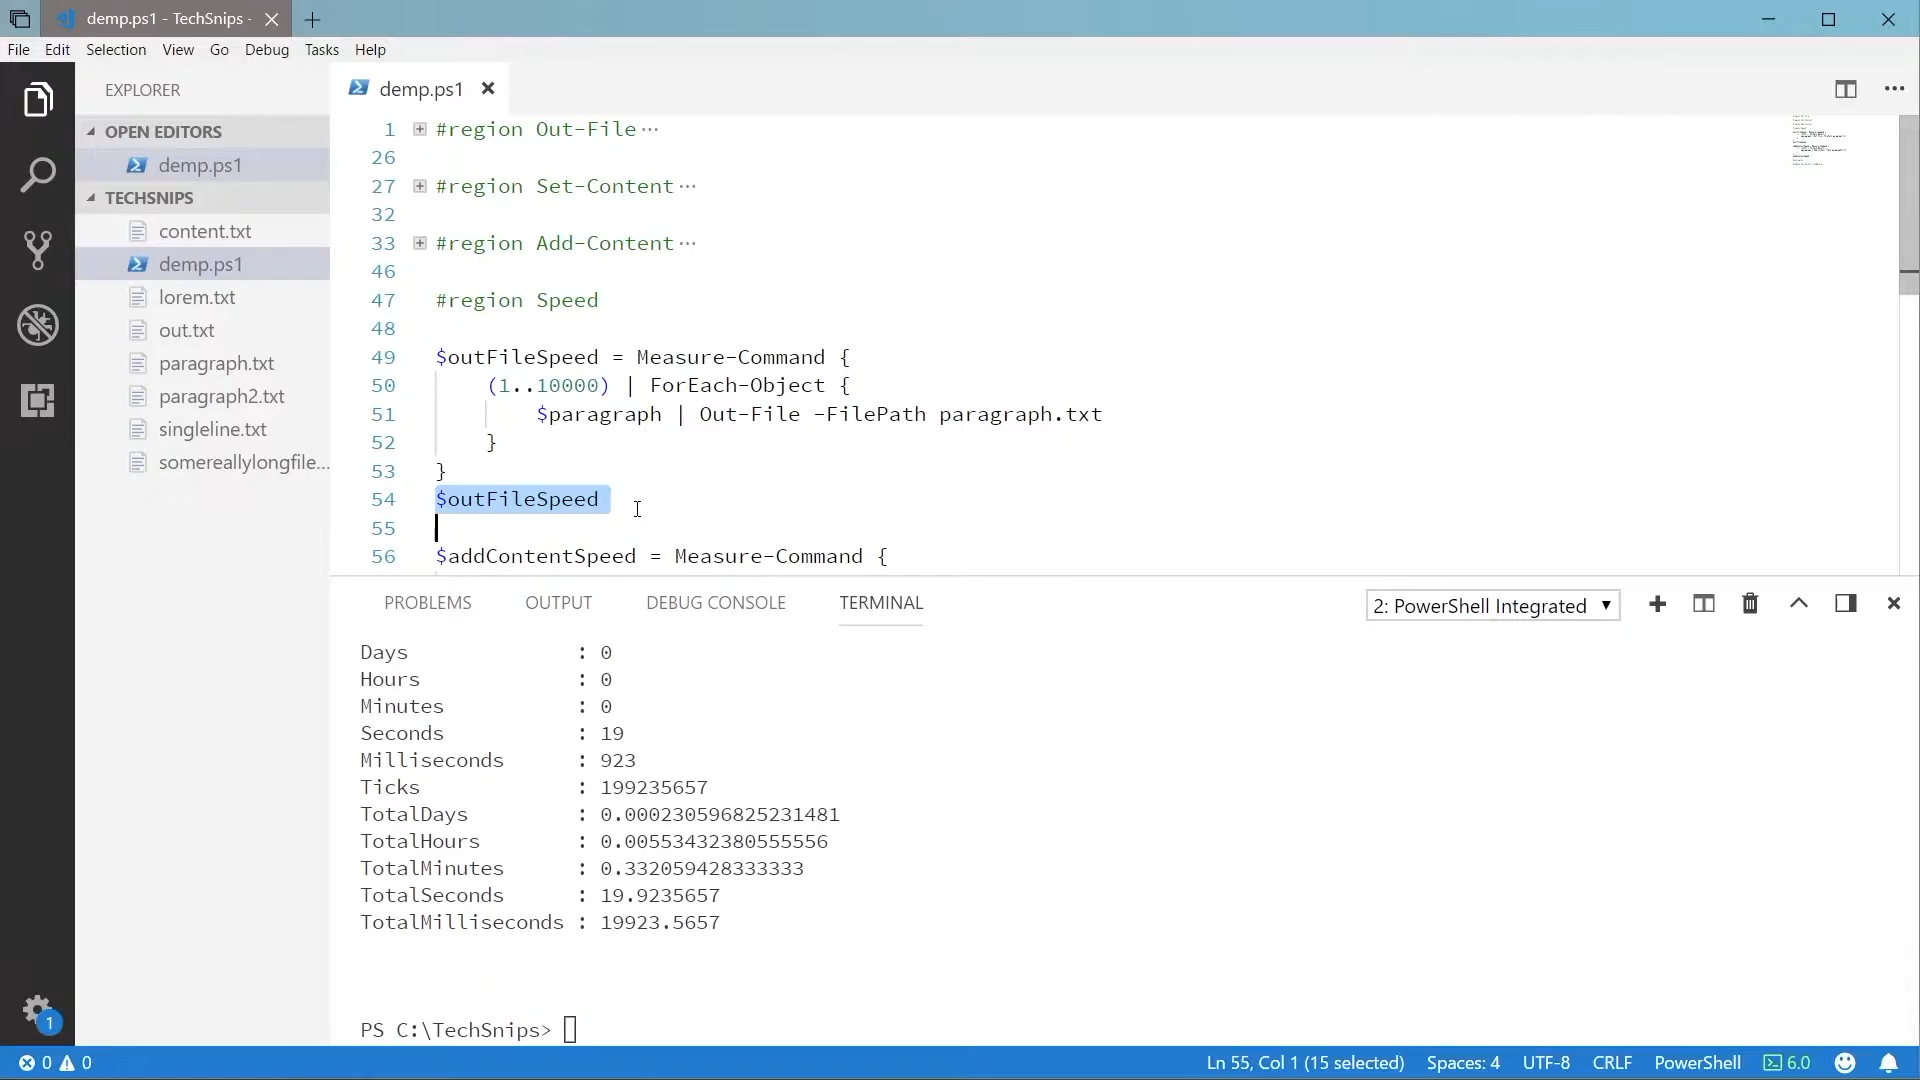 demp.ps1 - TechSnips -
File Edit Selection View Go Debug Tasks Help
EXPLORER
OPEN EDITORS
demp.ps1
TECHSNIPS
content.txt
demp.ps1
lorem.txt
out.txt
paragraph.txt
paragraph2.txt
singleline.txt
somereallylongfile...
1
demp.ps1
1 #region Out-File···
26
27 #region Set-Content···
32
33 #region Add-Content···
46
47 #region Speed
48
49 $outFileSpeed = Measure-Command {
50 (1..10000) | ForEach-Object {
51 $paragraph | Out-File -FilePath paragraph.txt
52 }
53 }
54 $outFileSpeed
55
56 $addContentSpeed = Measure-Command {
PROBLEMS OUTPUT DEBUG CONSOLE TERMINAL 2: PowerShell Integrated
Days : 0
Hours : 0
Minutes : 0
Seconds : 19
Milliseconds : 923
Ticks : 199235657
TotalDays : 0.000230596825231481
TotalHours : 0.00553432380555556
TotalMinutes : 0.332059428333333
TotalSeconds : 19.9235657
TotalMilliseconds : 19923.5657
PS C:\TechSnips>
0 0 Ln 55, Col 1 (15 selected) Spaces: 4 UTF-8 CRLF PowerShell 6.0